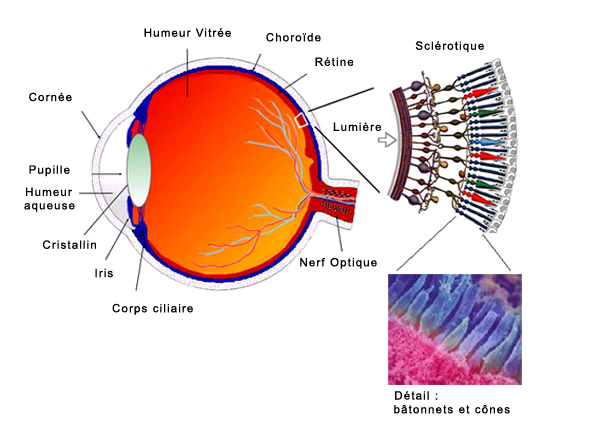 Humeur Vitrée
Choroïde
Sclérotique
Rétine
Cornée
Lumière
Pupille
Humeur
aqueuse
Cristallin
Iris
Nerf Optique
Corps ciliaire
Détail :
bâtonnets et cônes